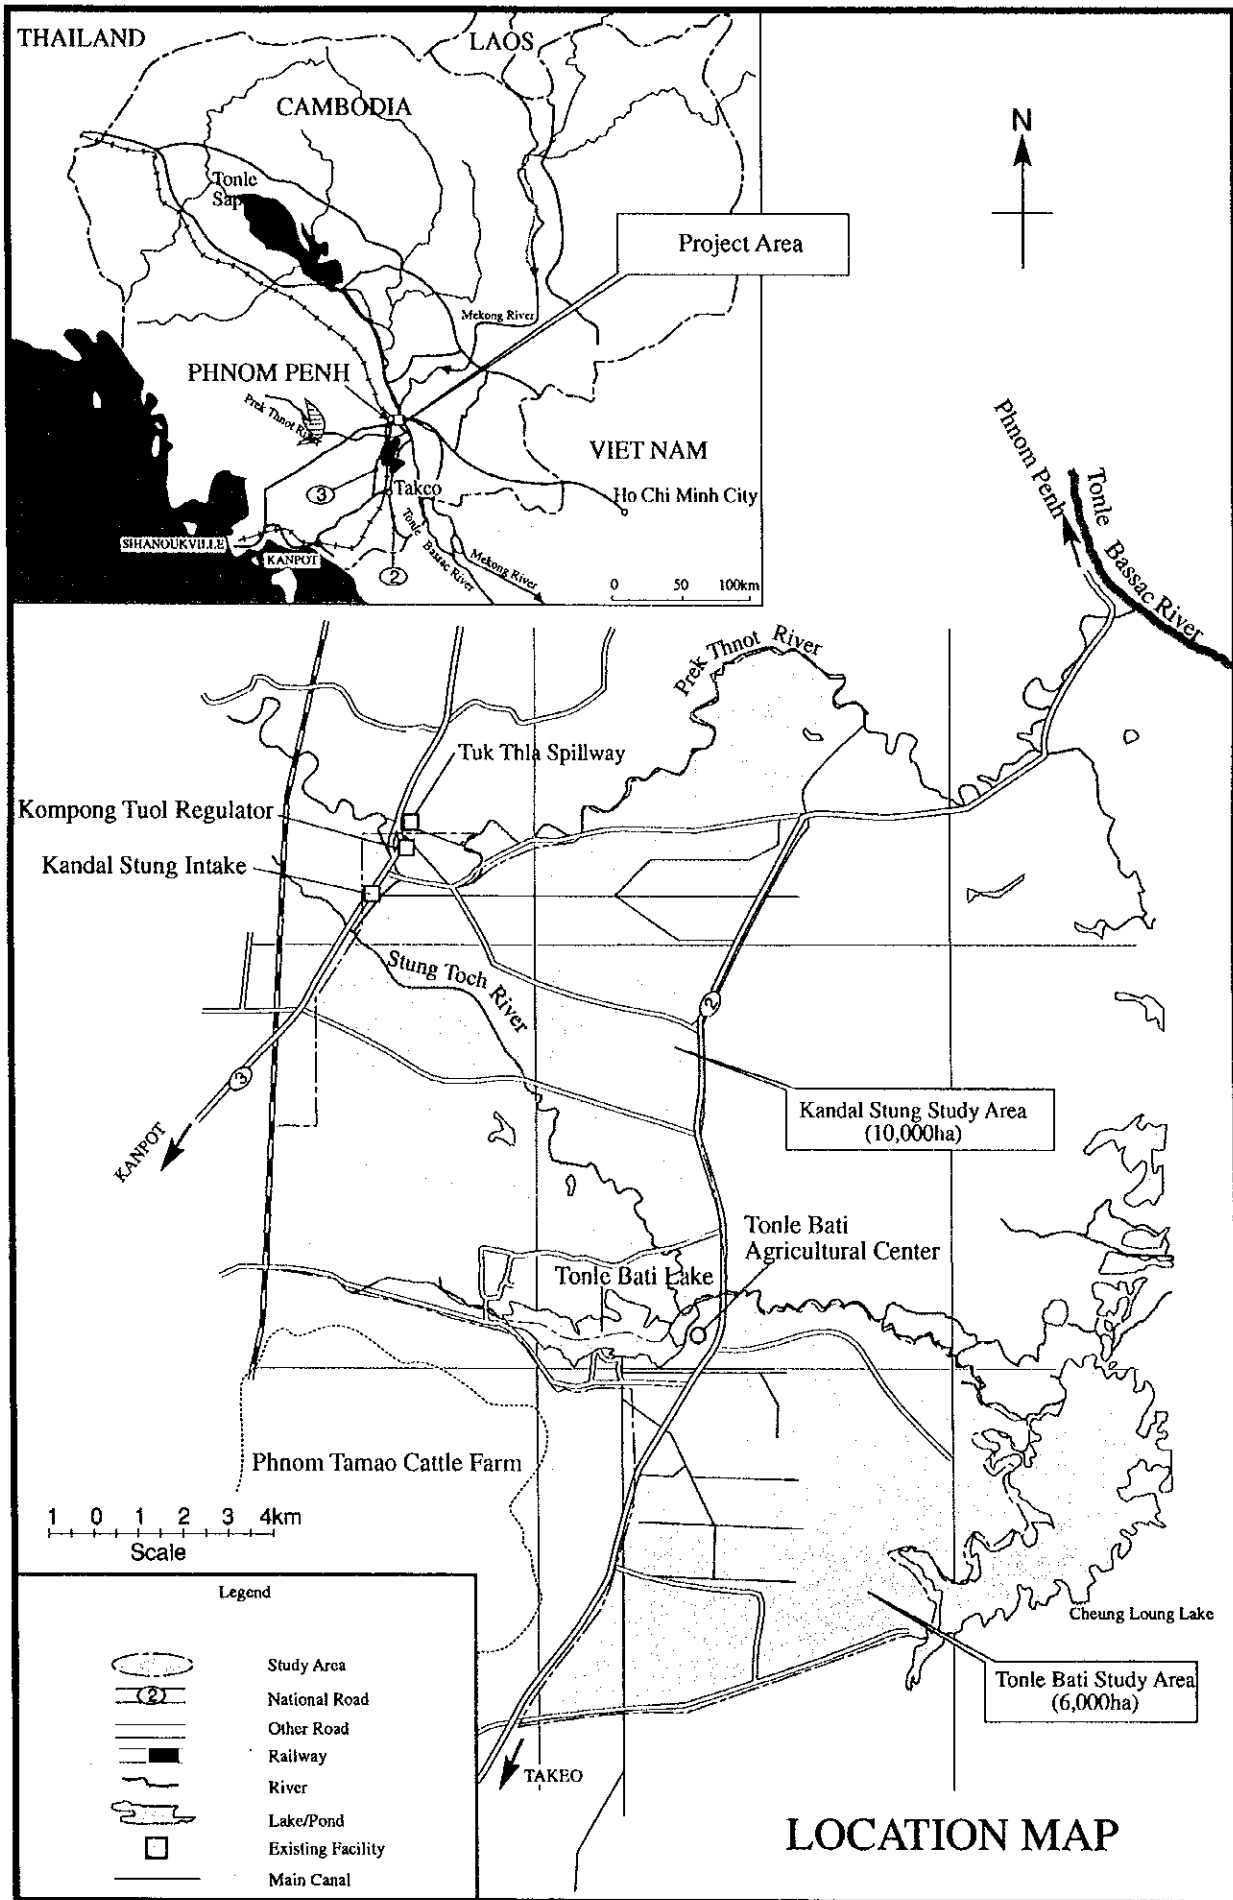 THAILAND
LAOS
CAMBODIA
Tonle
Sap
Project Area
Mekong River
PHNOM PENH
Prek Thnot River
VIET NAM
Ho Chi Minh City
3
Takeo
SIHANOUKVILLE
KANPOT
Tonle Bassac River
Mekong River
2
0 50 100km
N
Phnom Penh
Tonle Bassac River
Prek Thnot River
Tuk Thla Spillway
Kompong Tuol Regulator
Kandal Stung Intake
Stung Toch River
2
3
KANPOT
Kandal Stung Study Area
(10,000ha)
Tonle Bati
Agricultural Center
Tonle Bati Lake
Phnom Tamao Cattle Farm
1 0 1 2 3 4km
Scale
Cheung Loung Lake
Tonle Bati Study Area
(6,000ha)
TAKEO
Legend
Study Area
2
National Road
Other Road
Railway
River
Lake/Pond
Existing Facility
Main Canal
LOCATION MAP